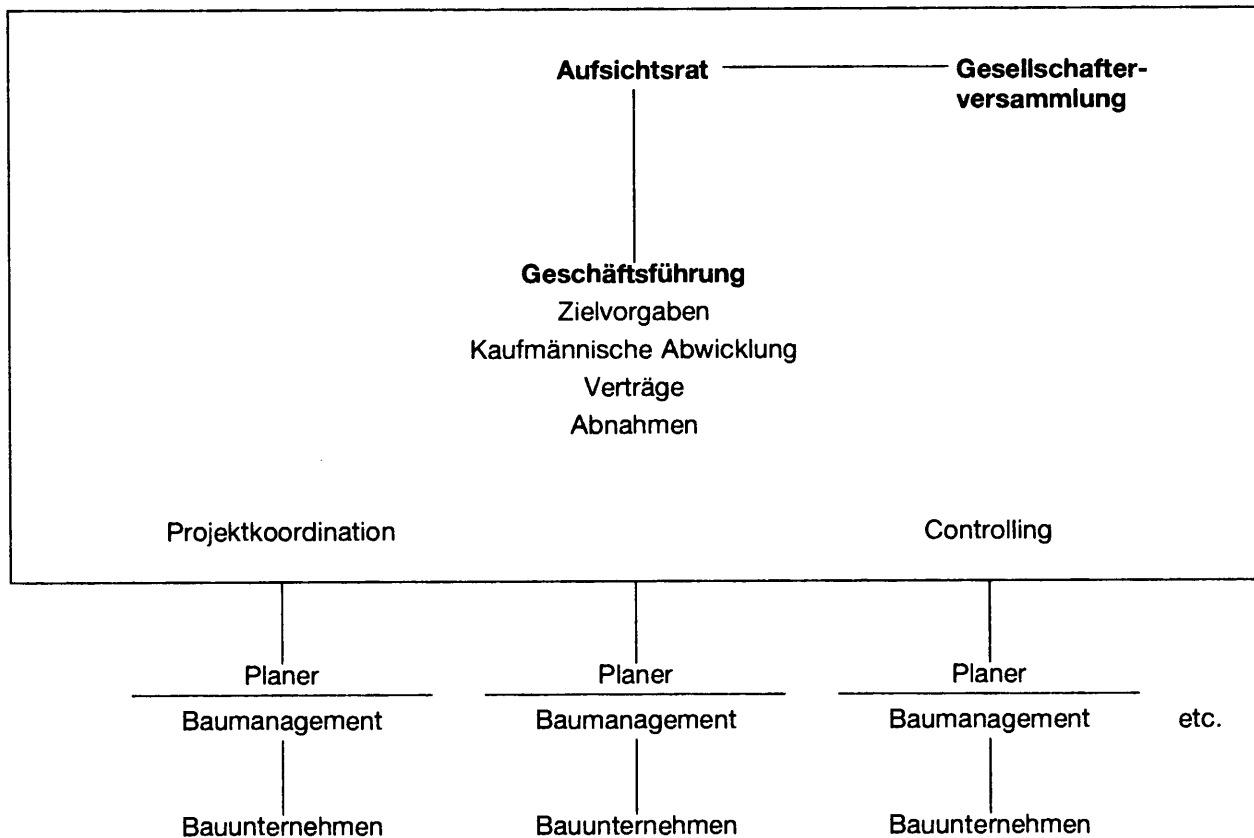 Aufsichtsrat
Gesellschafter-
versammlung
Geschäftsführung
Zielvorgaben
Kaufmännische Abwicklung
Verträge
Abnahmen
Projektkoordination
Controlling
Planer
Planer
Planer
Baumanagement
Baumanagement
Baumanagement
etc.
Bauunternehmen
Bauunternehmen
Bauunternehmen